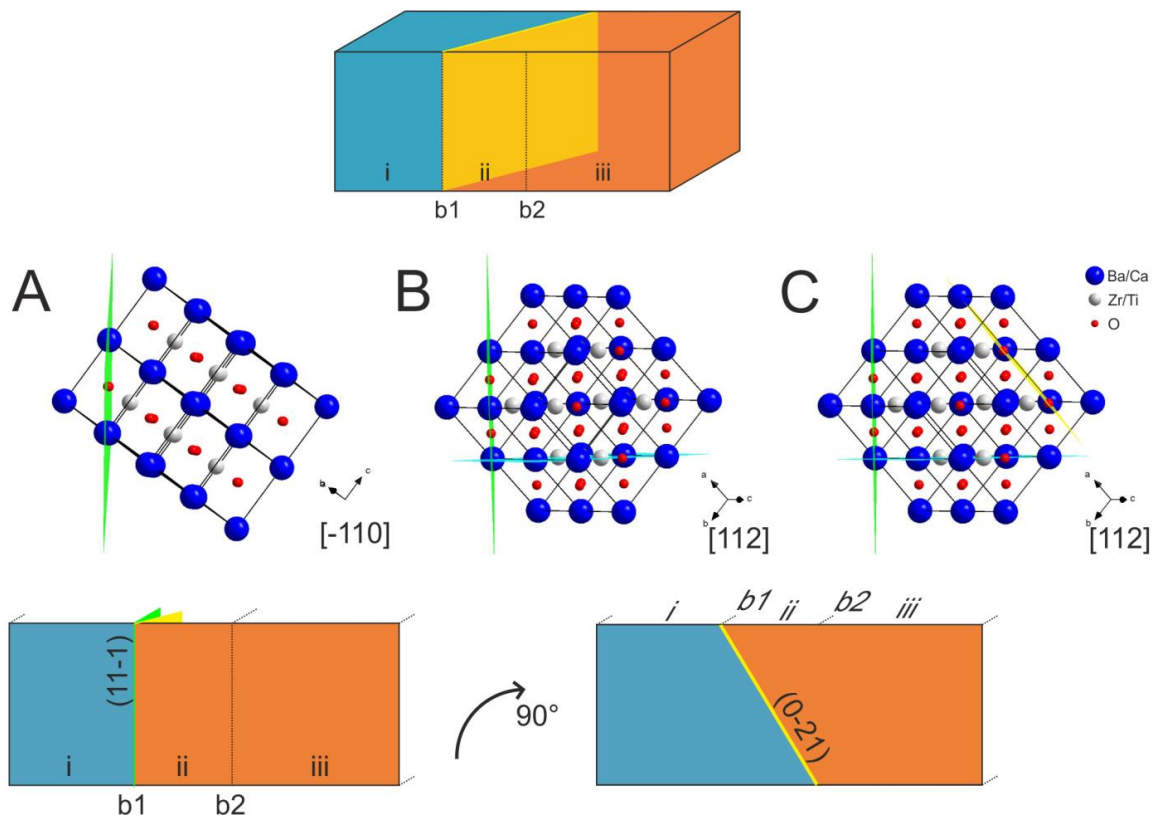 i
ii
iii
b1
b2
A
B
C
Ba/Ca
Zr/Ti
O
c
[-110]
a
c
b
[112]
a
c
b
[112]
(11-1)
i
ii
iii
b1
b2
90°
i
b1
ii
b2
iii
(0-21)